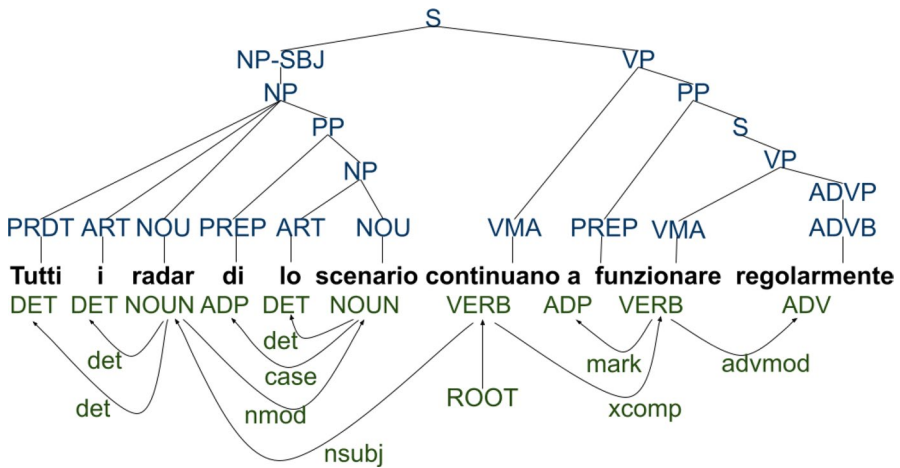 S
NP-SBJ VP
NP PP
PP S
NP VP
ADVP
PRDT ART NOU PREP ART NOU VMA PREP VMA ADVB
Tutti i radar di lo scenario continuano a funzionare regolarmente
DET DET NOUN ADP DET NOUN VERB ADP VERB ADV
det
det mark advmod
case
ROOT
det nmod xcomp
nsubj